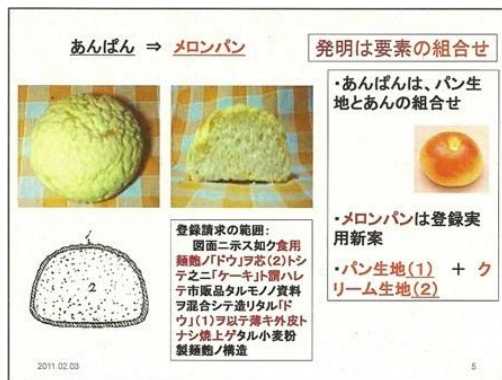 あんぱん ⇒ メロンパン
発明は要素の組合せ
・あんぱんは、パン生
地とあんの組合せ
・メロンパンは登録実
用新案
・パン生地(1) + ク
リーム生地(2)
登録請求の範囲:
図面ニ示ス如ク食用
麺麭ノ「ドウ」ヲ芯(2)トシ
テ之ニ「ケーキ」ト謂ハレ
テ市販品タルモノノ資料
ヲ混合シテ造リタル「ド
ウ」(1)ヲ以テ薄キ外皮ト
ナシ焼上ゲタル小麦粉
製麺麭ノ構造
2
2011.02.03
5